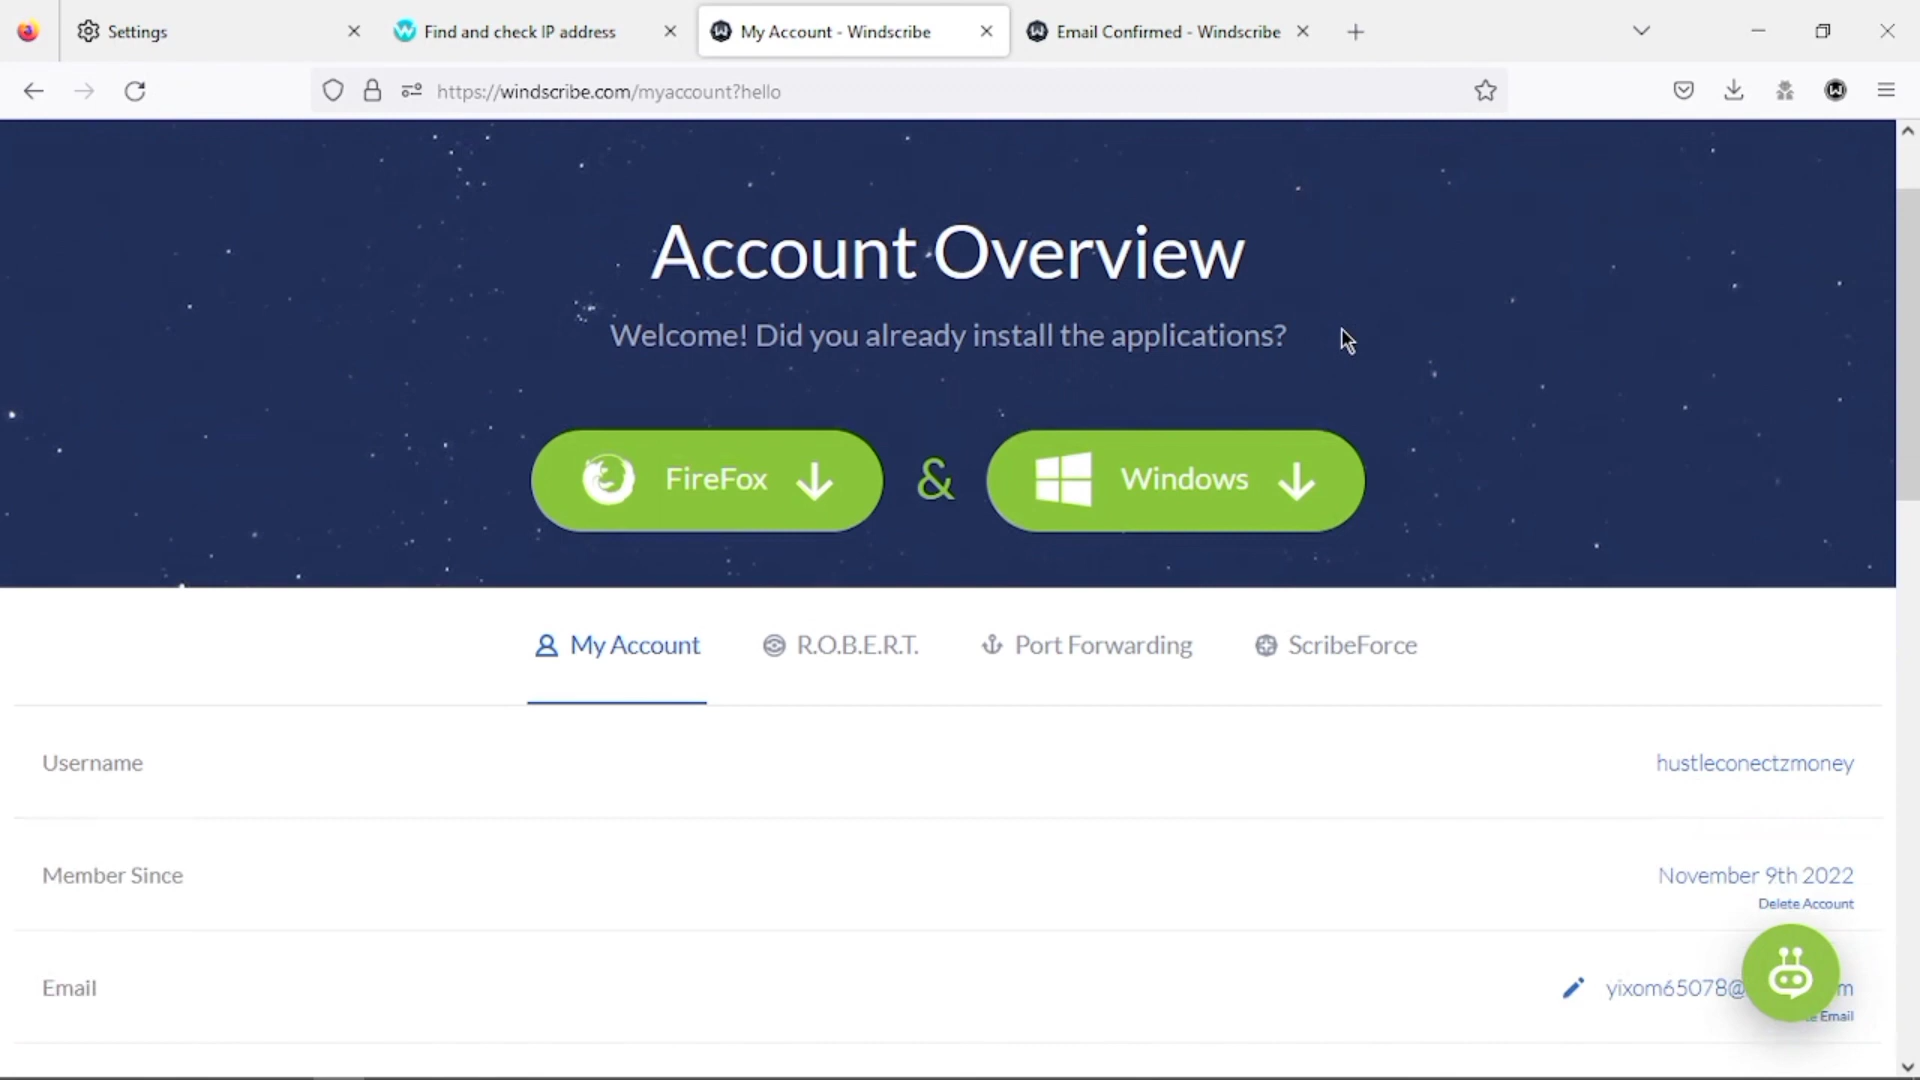 Settings
Find and check IP address
My Account - Windscribe
Email Confirmed - Windscribe
https://windscribe.com/myaccount?hello
Account Overview
Welcome! Did you already install the applications?
FireFox
&
Windows
My Account
R.O.B.E.R.T.
Port Forwarding
ScribeForce
Username
hustleconectzmoney
Member Since
November 9th 2022
Delete Account
Email
yixom65078@
Email